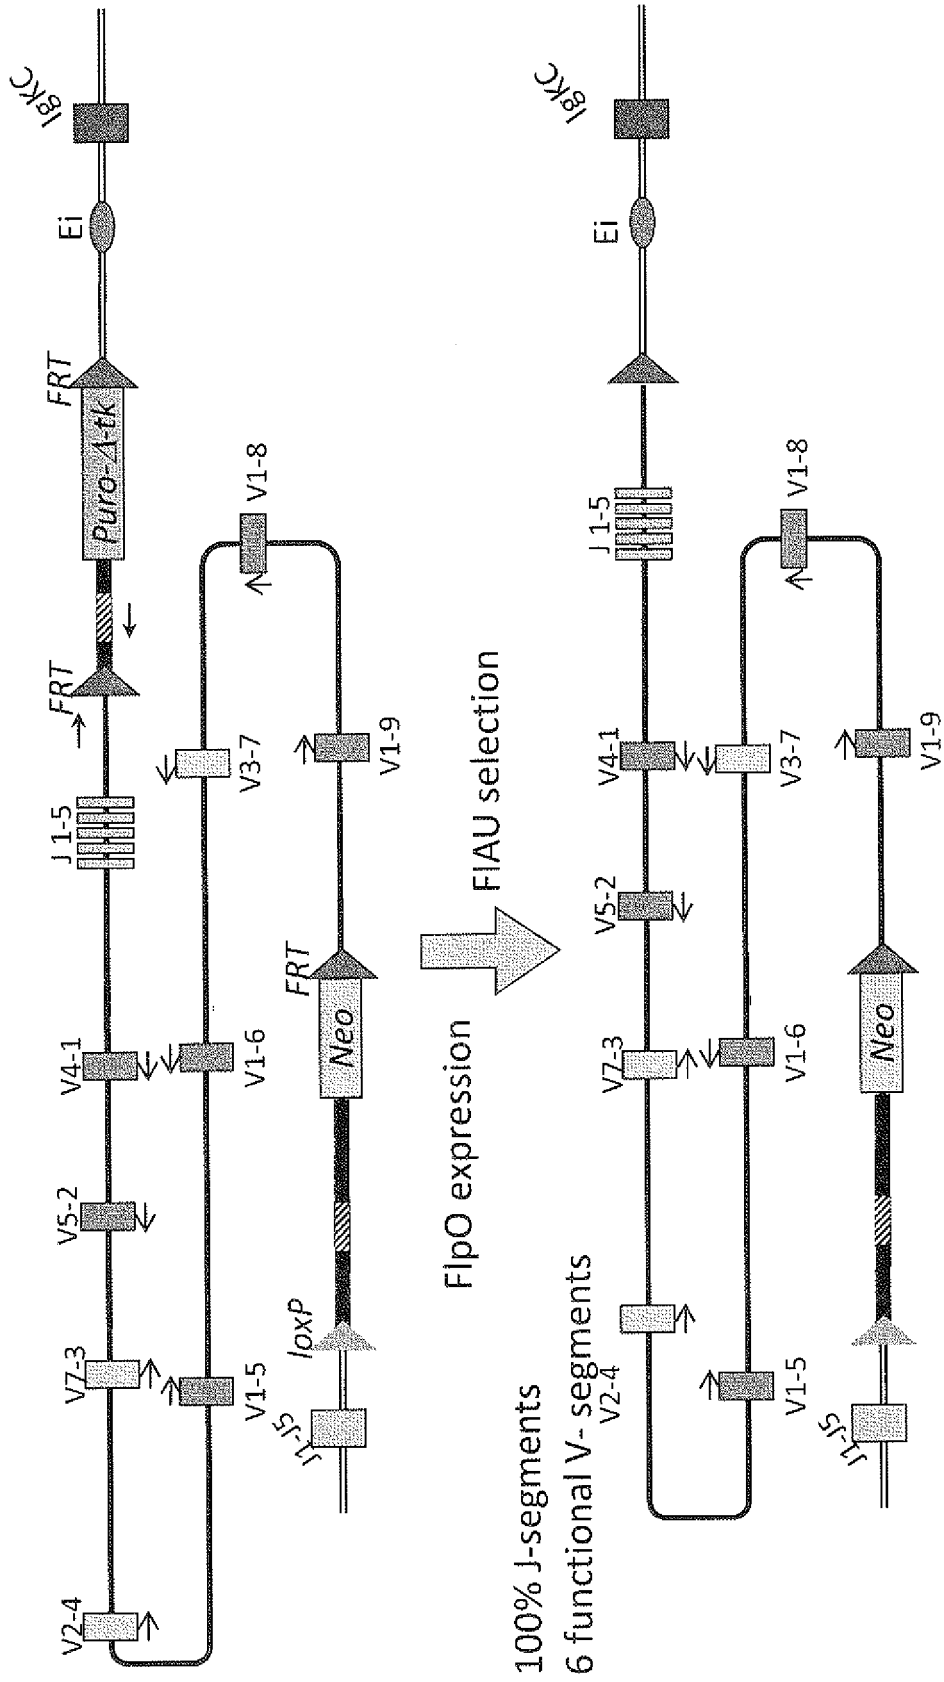 V2-4
V7-3
V5-2
V4-1
J 1-5
FRT
Puro-Δ-tk
FRT
Ei
IgKC
V1-5
V1-6
V3-7
V1-8
J1-J5
loxP
Neo
FRT
V1-9
FlpO expression
FIAU selection
100% J-segments
6 functional V- segments
V2-4
V7-3
V5-2
V4-1
J 1-5
Ei
IgKC
V1-5
V1-6
V3-7
V1-8
J1-J5
Neo
V1-9